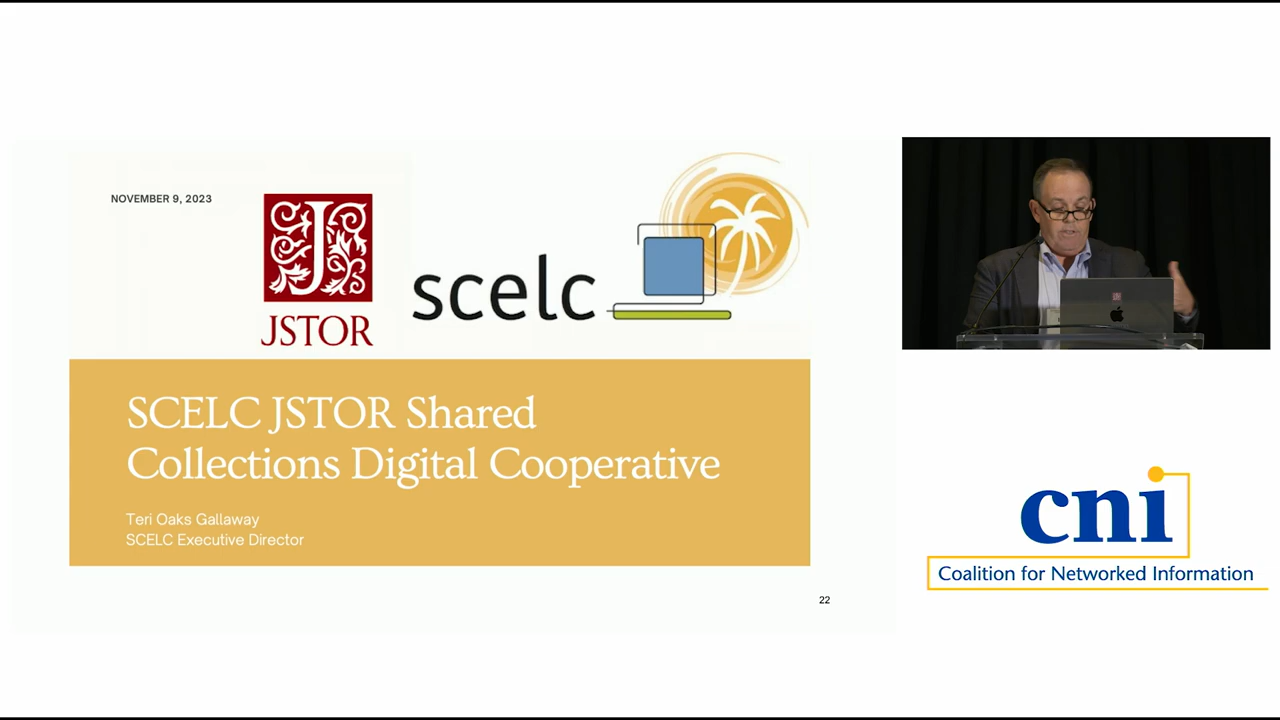 NOVEMBER 9, 2023
J
JSTOR
scelc
SCELC JSTOR Shared
Collections Digital Cooperative
Teri Oaks Gallaway
SCELC Executive Director
22
cni
Coalition for Networked Information